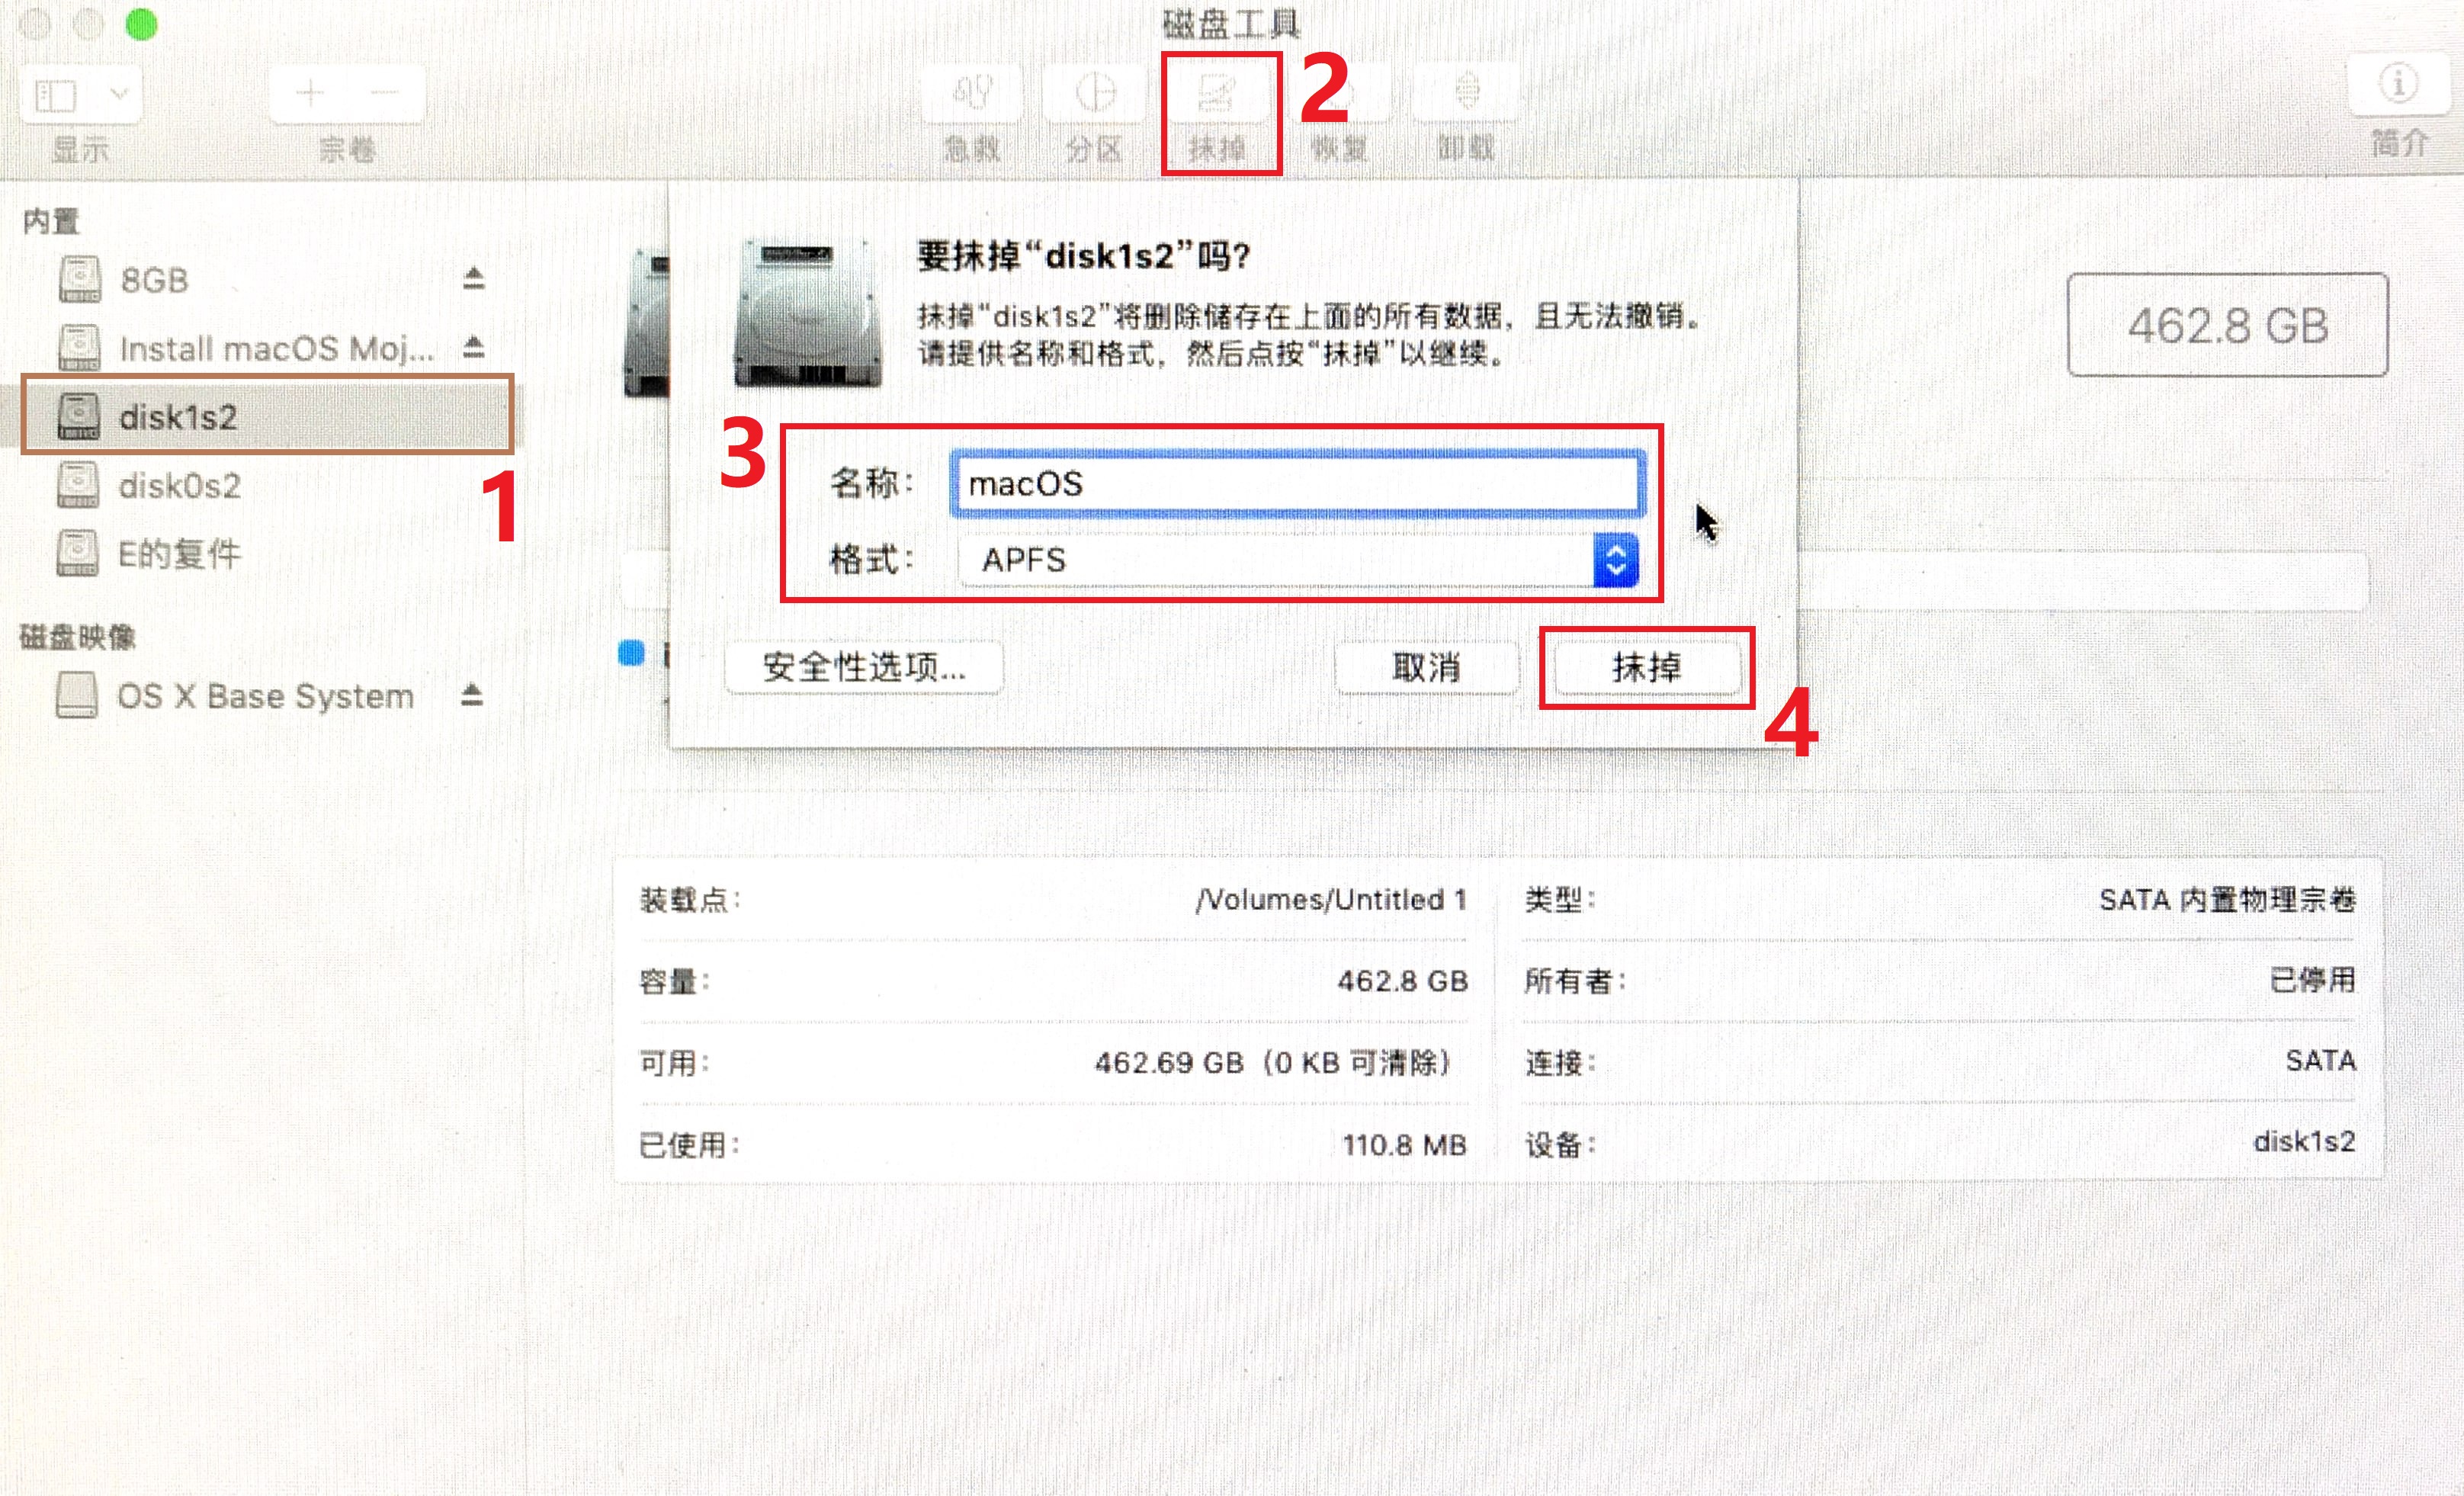 磁盘工具
2
显示
宗卷
急救
分区
抹掉
恢复
卸载
简介
内置
8GB
Install macOS Moj...
disk1s2
1
disk0s2
E的复件
磁盘映像
OS X Base System
要抹掉“disk1s2”吗?
抹掉“disk1s2”将删除储存在上面的所有数据，且无法撤销。
请提供名称和格式，然后点按“抹掉”以继续。
3
名称：
macOS
格式：
APFS
安全性选项...
取消
抹掉
4
462.8 GB
装载点：
/Volumes/Untitled 1
类型：
SATA 内置物理宗卷
容量：
462.8 GB
所有者：
已停用
可用：
462.69 GB（0 KB 可清除）
连接：
SATA
已使用：
110.8 MB
设备：
disk1s2